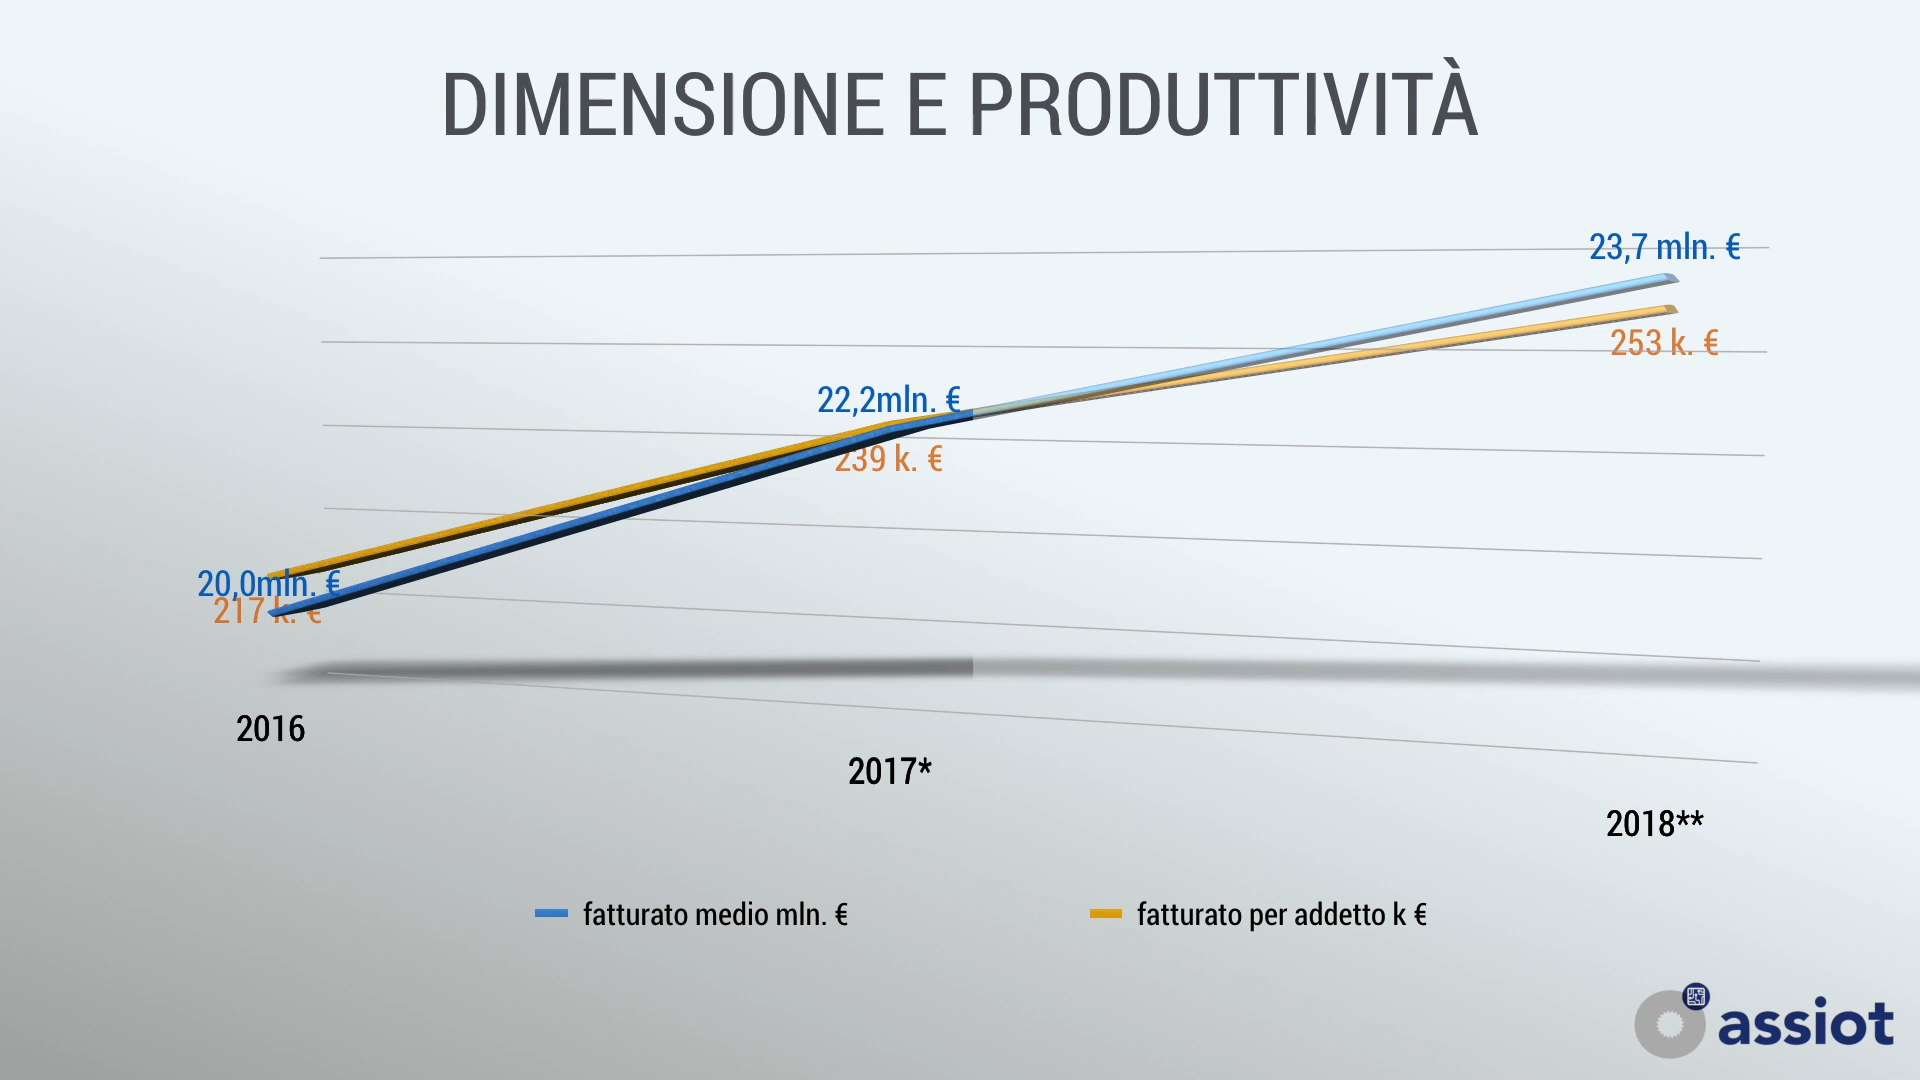 DIMENSIONE E PRODUTTIVITÀ
23,7 mln. €
253 k. €
22,2mln. €
239 k. €
20,0mln. €
217 k. €
2016
2017*
2018**
fatturato medio mln. €
fatturato per addetto k €
assiot